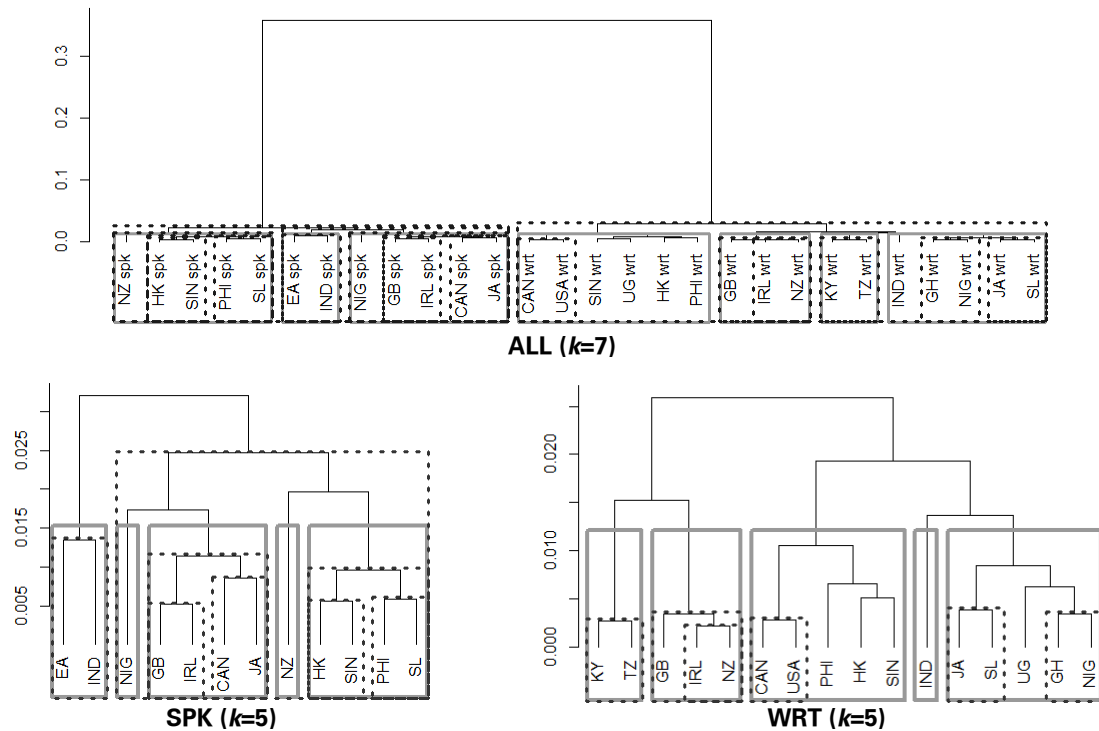 0.3
0.2
0.1
0.0
NZ spk HK spk SIN spk PHI spk SL spk EA spk IND spk NIG spk GB spk IRL spk CAN spk JA spk CAN wrt USA wrt SIN wrt UG wrt HK wrt PHI wrt GB wrt IRL wrt NZ wrt KY wrt TZ wrt IND wrt GH wrt NIG wrt JA wrt SL wrt
ALL (k=7)
0.025
0.015
0.005
EA IND NIG GB IRL CAN JA NZ HK SIN PHI SL
SPK (k=5)
0.020
0.010
0.000
KY TZ GB IRL NZ CAN USA PHI HK SIN IND JA SL UG GH NIG
WRT (k=5)